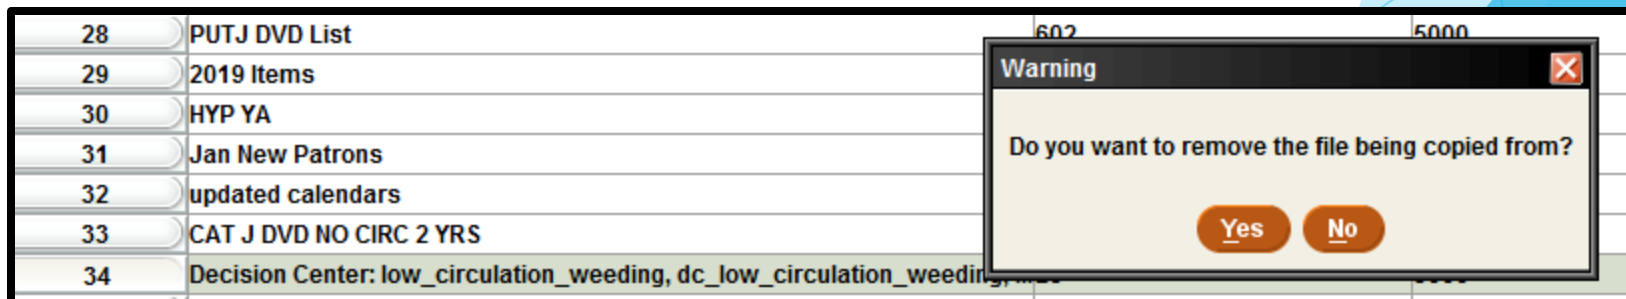 28 PUTJ DVD List 602 5000
29 2019 Items
30 HYP YA
31 Jan New Patrons
32 updated calendars
33 CAT J DVD NO CIRC 2 YRS
34 Decision Center: low_circulation_weeding, dc_low_circulation_weeding,
Warning
Do you want to remove the file being copied from?
Yes No